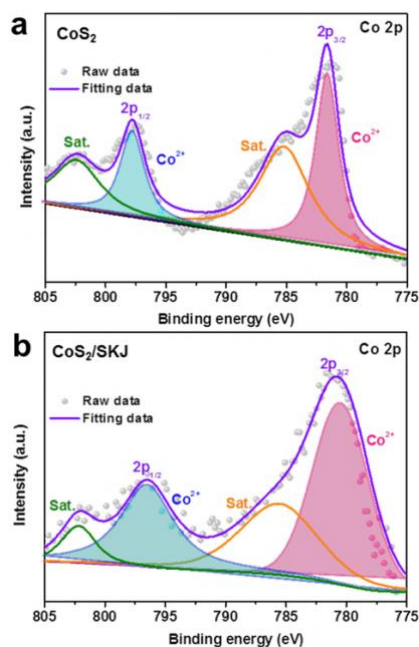 a
CoS2
Co 2p
2p3/2
Raw data
Fitting data
2p1/2
Sat.
Co2+
Sat.
Co2+
Intensity (a.u.)
805 800 795 790 785 780 775
Binding energy (eV)
b
CoS2/SKJ
Co 2p
2p3/2
Raw data
Fitting data
Co2+
2p1/2
Co2+
Sat.
Sat.
Intensity (a.u.)
805 800 795 790 785 780 775
Binding energy (eV)